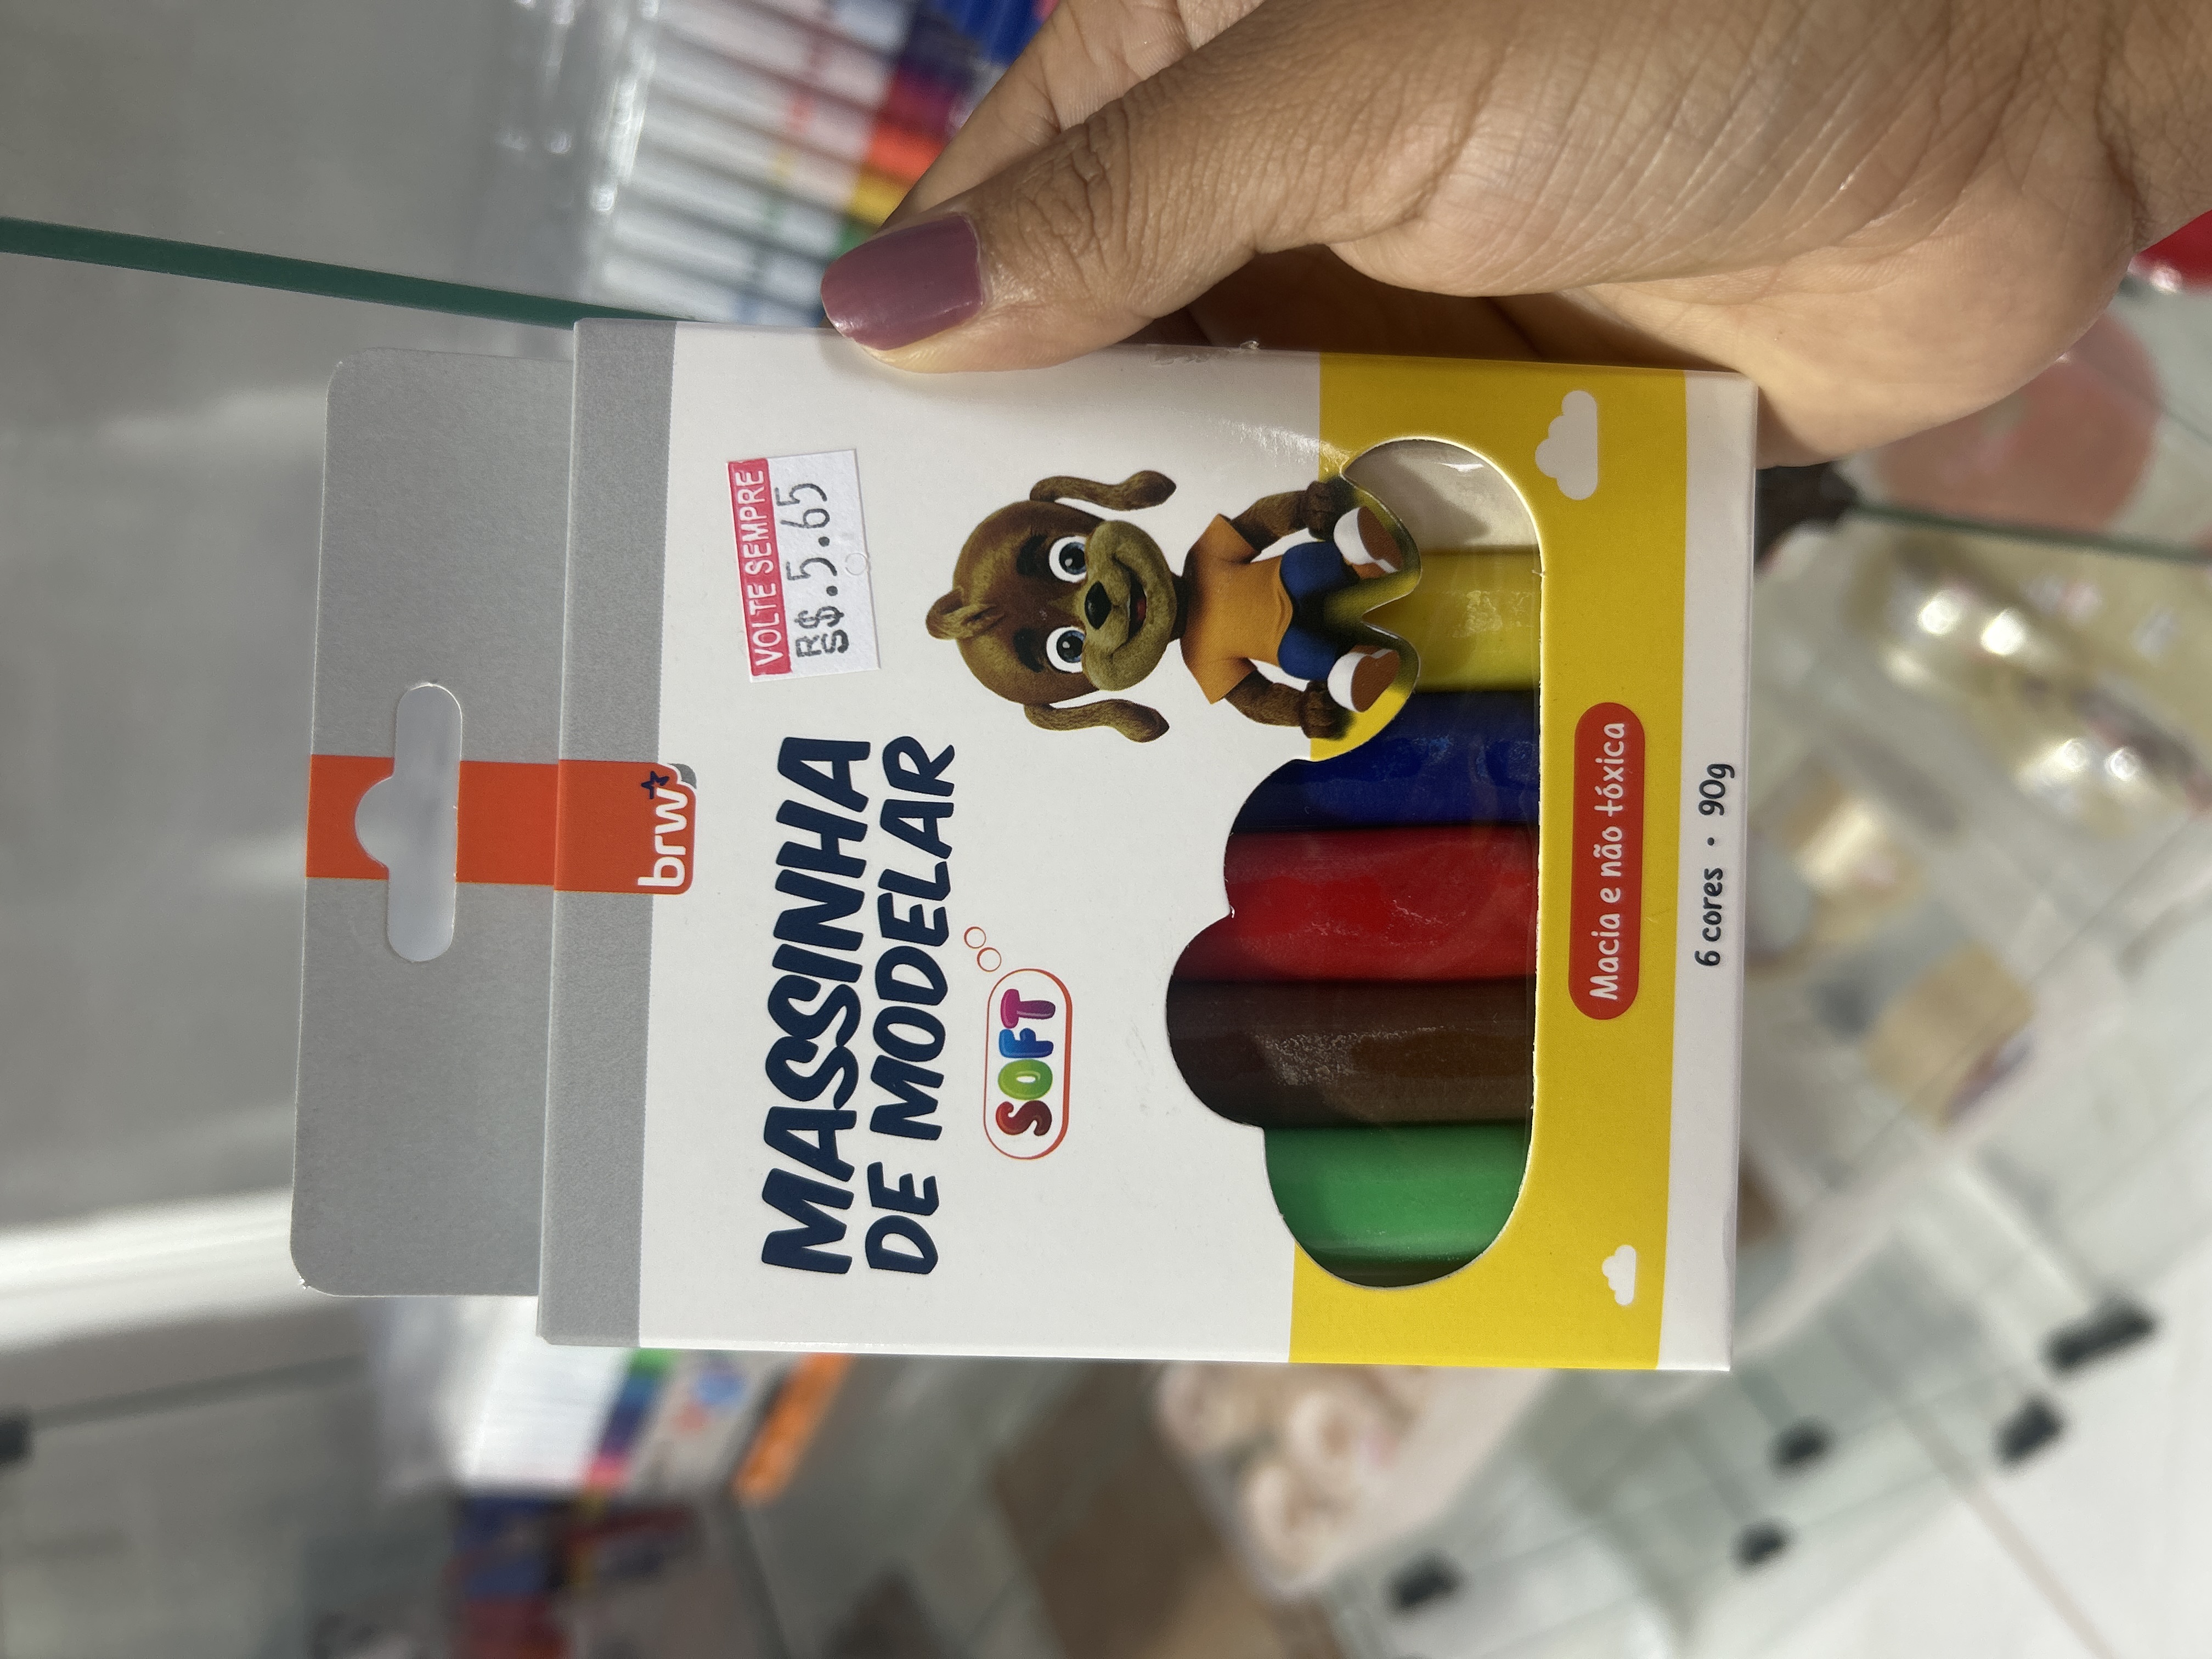 brw
VOLTE SEMPRE
R$.5.65
MASSINHA
DE MODELAR
SOFT
Macia e não tóxica
6 cores • 90g